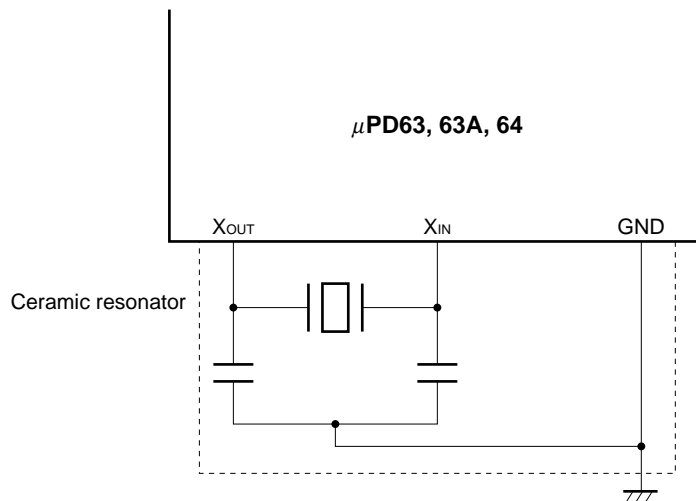 μPD63, 63A, 64
XOUT XIN GND
Ceramic resonator